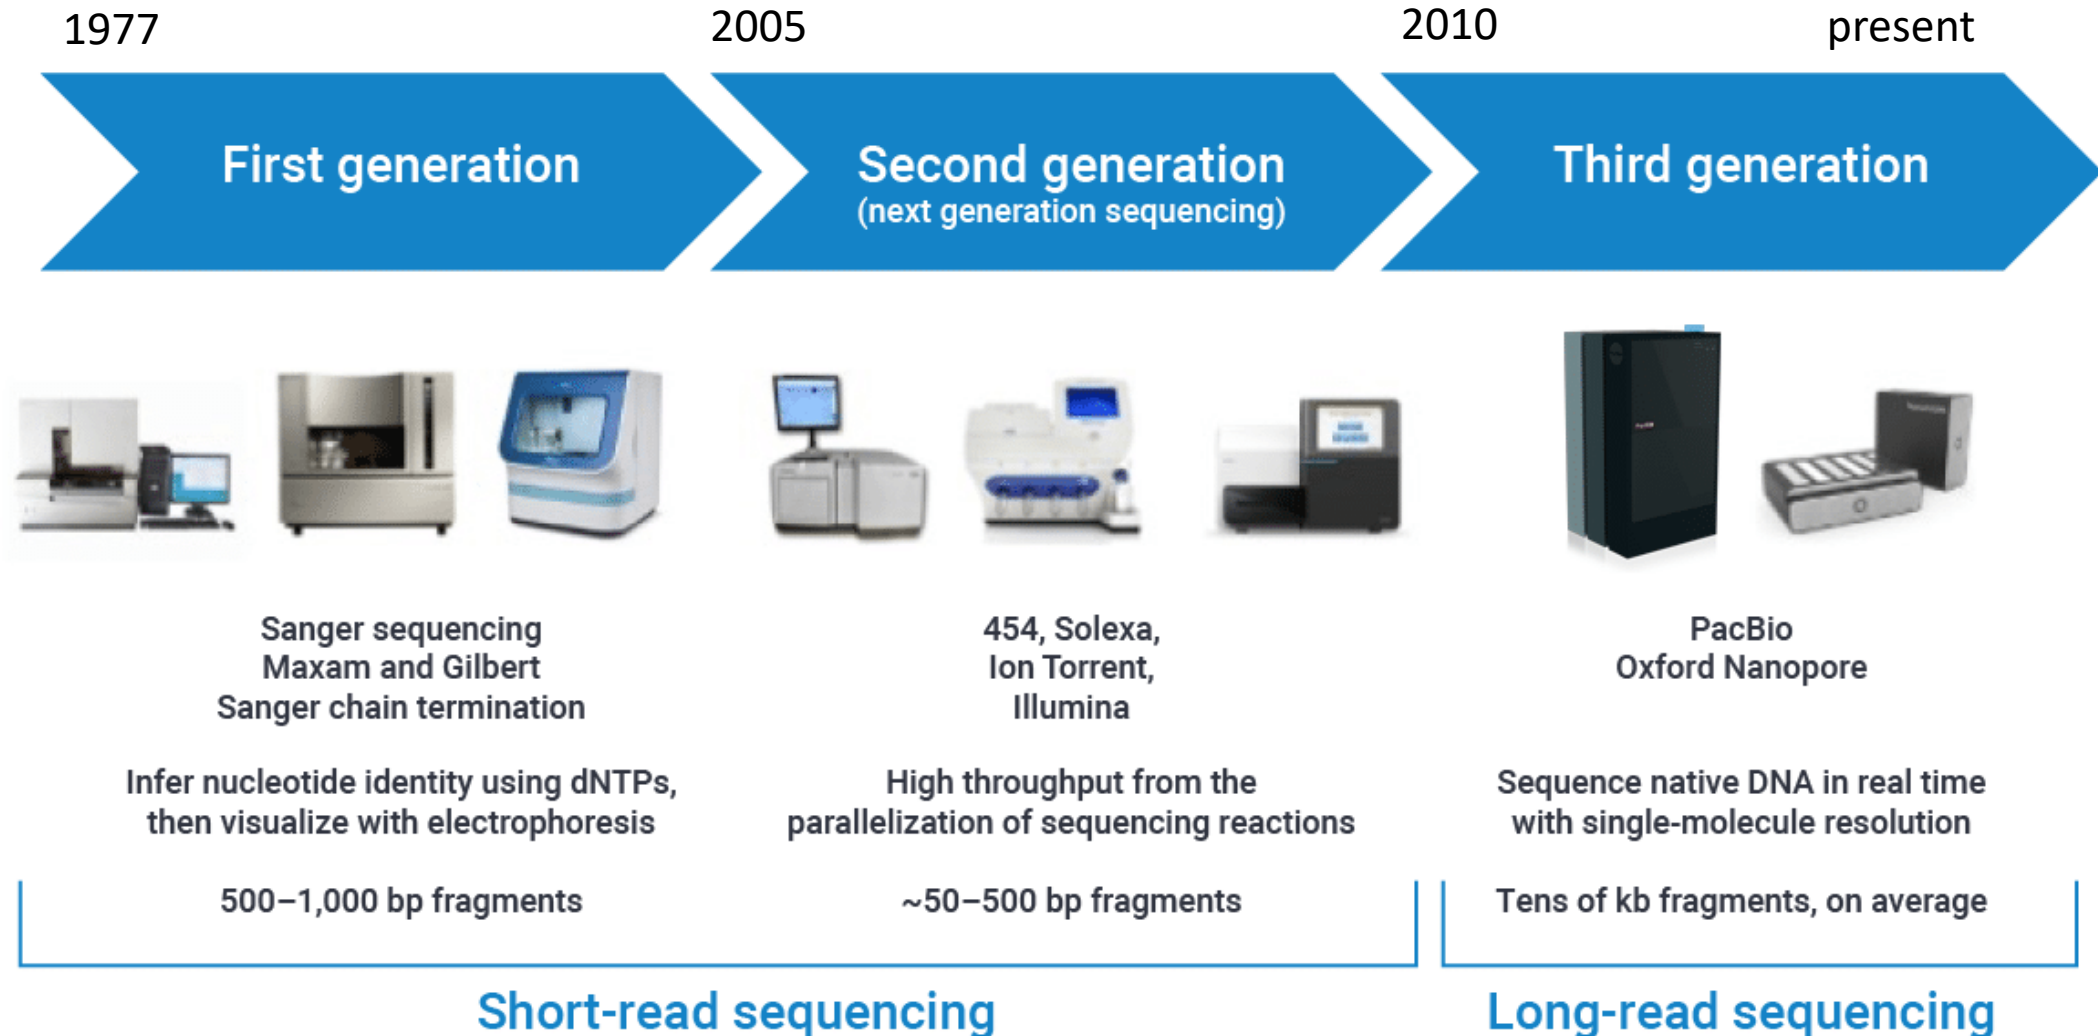 1977
2005
2010
present
First generation
Second generation
(next generation sequencing)
Third generation
Sanger sequencing
Maxam and Gilbert
Sanger chain termination
454, Solexa,
Ion Torrent,
Illumina
PacBio
Oxford Nanopore
Infer nucleotide identity using dNTPs,
then visualize with electrophoresis
High throughput from the
parallelization of sequencing reactions
Sequence native DNA in real time
with single-molecule resolution
500–1,000 bp fragments
~50–500 bp fragments
Tens of kb fragments, on average
Short-read sequencing
Long-read sequencing